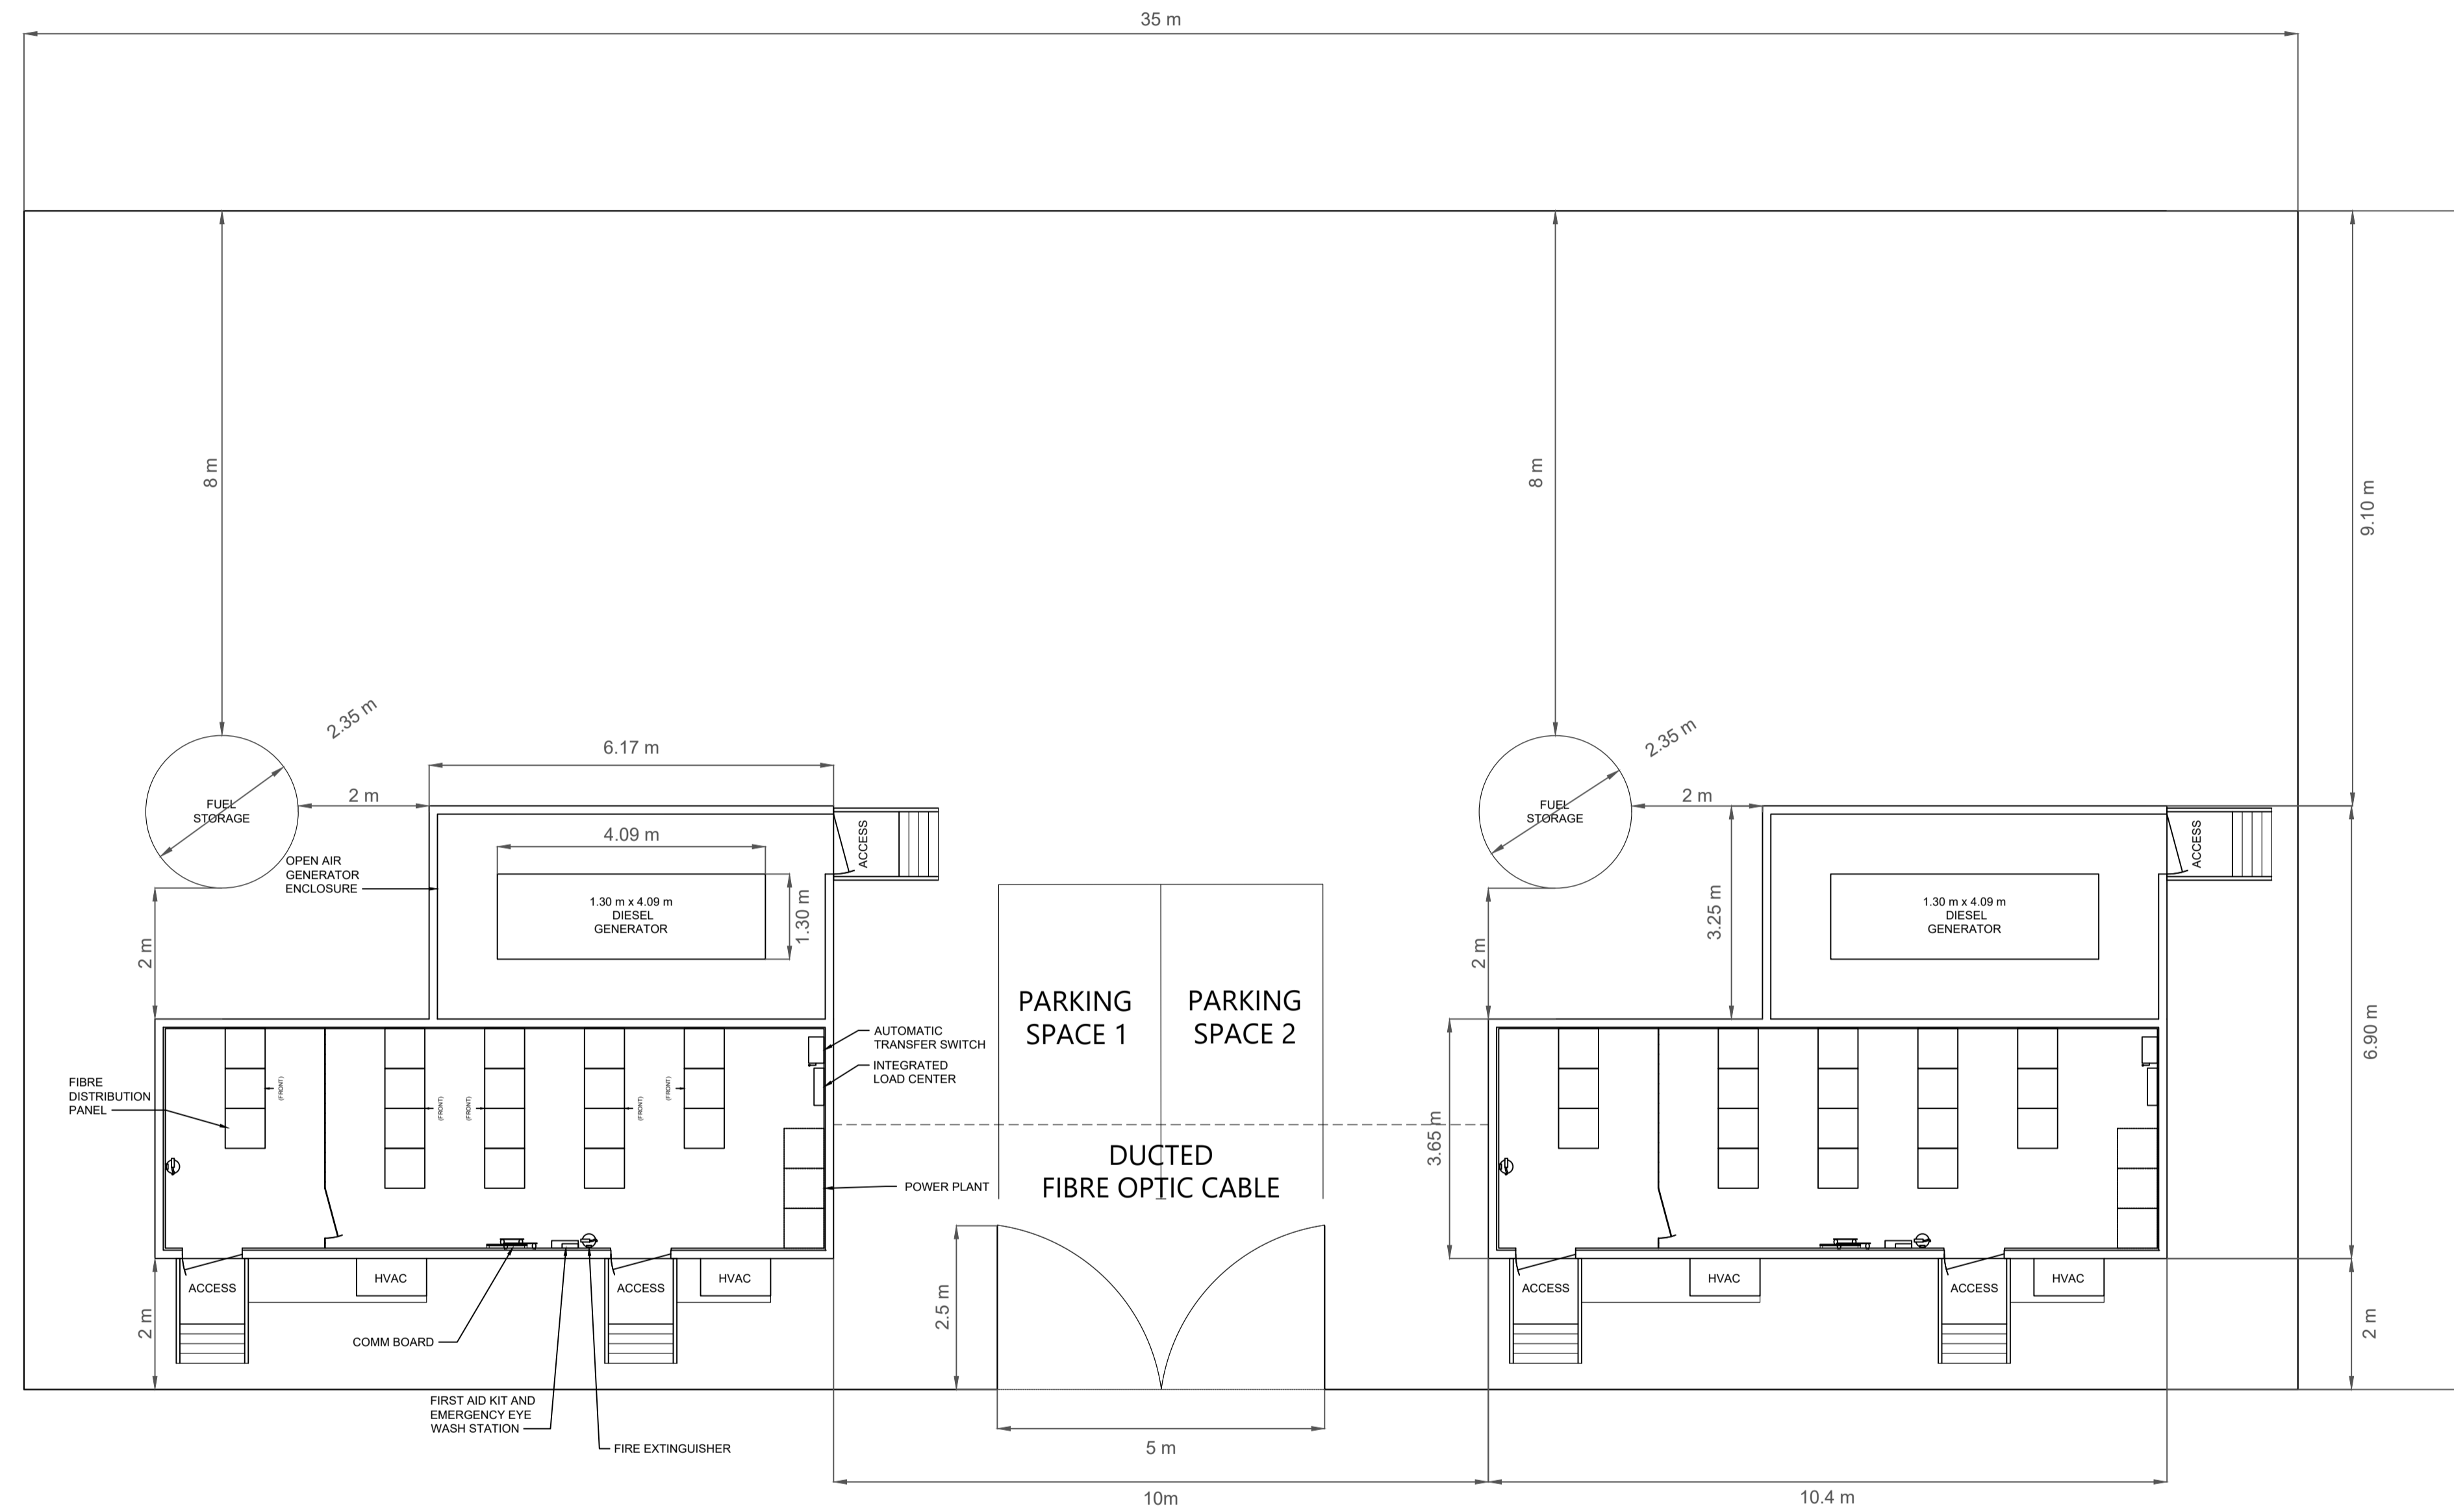 35 m
8 m
8 m
9.10 m
2.35 m
2.35 m
6.17 m
2 m
2 m
FUEL
STORAGE
FUEL
STORAGE
4.09 m
ACCESS
ACCESS
OPEN AIR
GENERATOR
ENCLOSURE
1.30 m x 4.09 m
DIESEL
GENERATOR
1.30 m
3.25 m
1.30 m x 4.09 m
DIESEL
GENERATOR
2 m
2 m
PARKING
SPACE 1
PARKING
SPACE 2
AUTOMATIC
TRANSFER SWITCH
INTEGRATED
LOAD CENTER
6.90 m
FIBRE
DISTRIBUTION
PANEL
(FRONT)
(FRONT)
(FRONT)
(FRONT)
(FRONT)
3.65 m
DUCTED
FIBRE OPTIC CABLE
POWER PLANT
ACCESS
HVAC
ACCESS
HVAC
ACCESS
HVAC
ACCESS
HVAC
2 m
2.5 m
2 m
COMM BOARD
FIRST AID KIT AND
EMERGENCY EYE
WASH STATION
FIRE EXTINGUISHER
5 m
10m
10.4 m